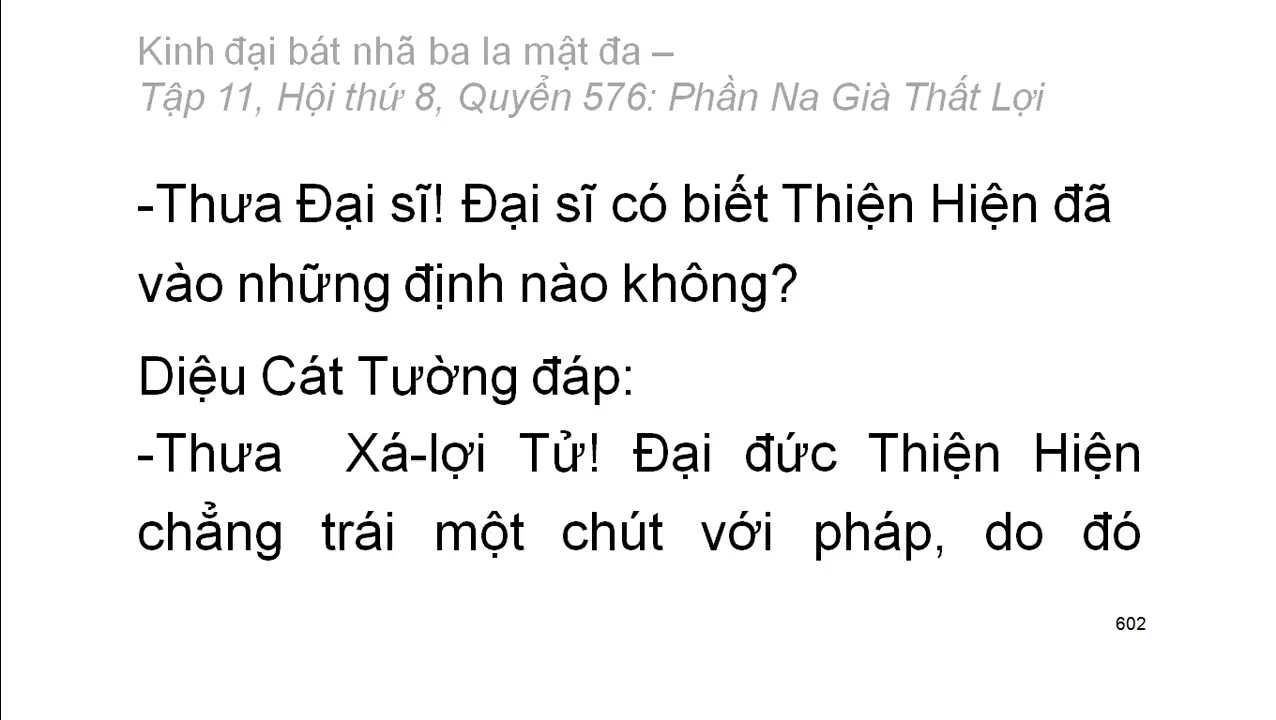 Kinh đại bát nhã ba la mật đa –
Tập 11, Hội thứ 8, Quyển 576: Phần Na Già Thất Lợi
-Thưa Đại sĩ! Đại sĩ có biết Thiện Hiện đã
vào những định nào không?
Diệu Cát Tường đáp:
-Thưa Xá-lợi Tử! Đại đức Thiện Hiện
chẳng trái một chút với pháp, do đó
602